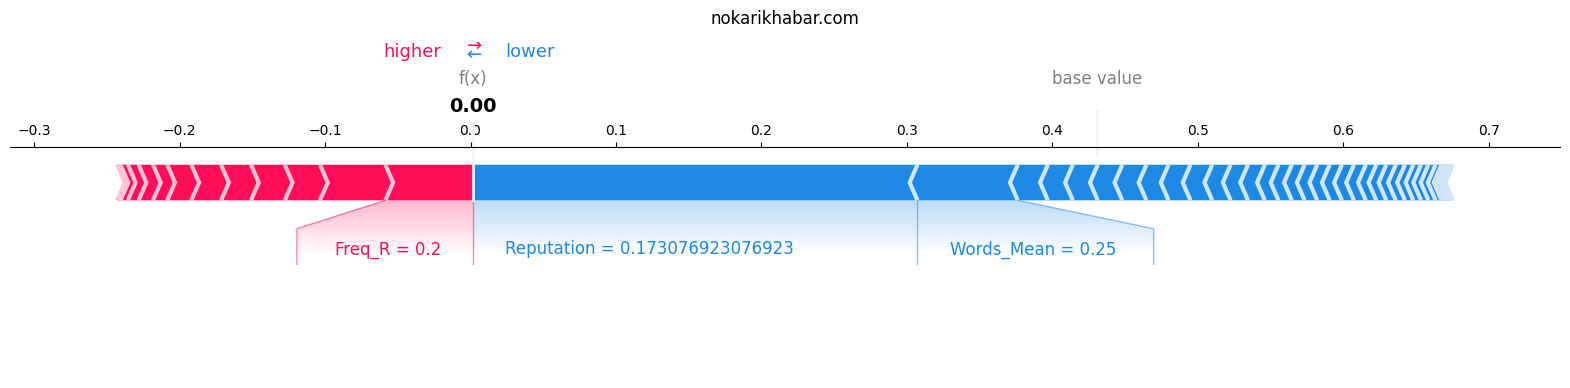 nokarikhabar.com
higher ⇄ lower
f(x)
base value
0.00
−0.3 −0.2 −0.1 0.0 0.1 0.2 0.3 0.4 0.5 0.6 0.7
Freq_R = 0.2
Reputation = 0.173076923076923
Words_Mean = 0.25